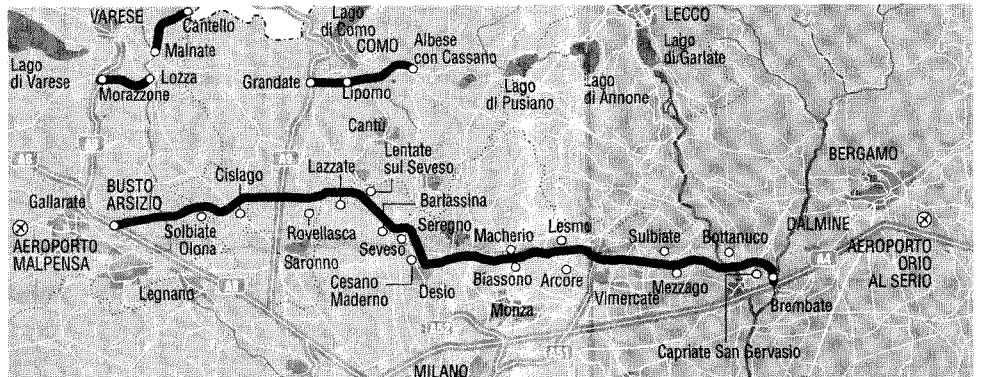 VARESE
Cantello
Malnate
Lago
di Varese
Lozza
Morazzone
Lago
di Como
COMO
Albese
con Cassano
Grandate
Liporno
Cantú
LECCO
Lago
di Garlate
Lago
di Pusiano
Lago
di Annone
A8
A9
Lentate
sul Seveso
Lazzate
Cislago
BUSTO
ARSIZIO
Gallarate
Barlassina
Seregno
BERGAMO
AEROPORTO
MALPENSA
Solbiate
Olona
Rovellasca
Saronno
Seveso
Cesano
Maderno
Desio
Macherio
Lesmo
Biassono
Arcore
Sulbiate
Bottanuco
DALMINE
AEROPORTO
ORIO
AL SERIO
A4
Vimercate
Mezzago
Brembate
Legnano
A8
Monza
A52
A51
Capriate San Gervasio
MILANO